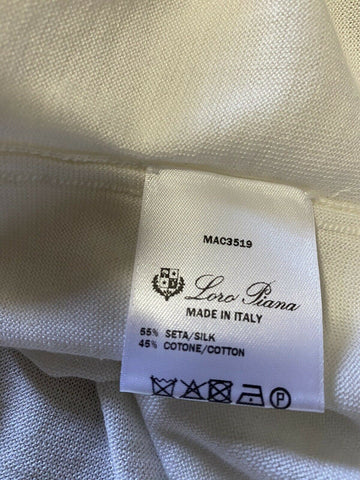 MAC3519
Loro Piana
MADE IN ITALY
55% SETA/SILK
45% COTONE/COTTON